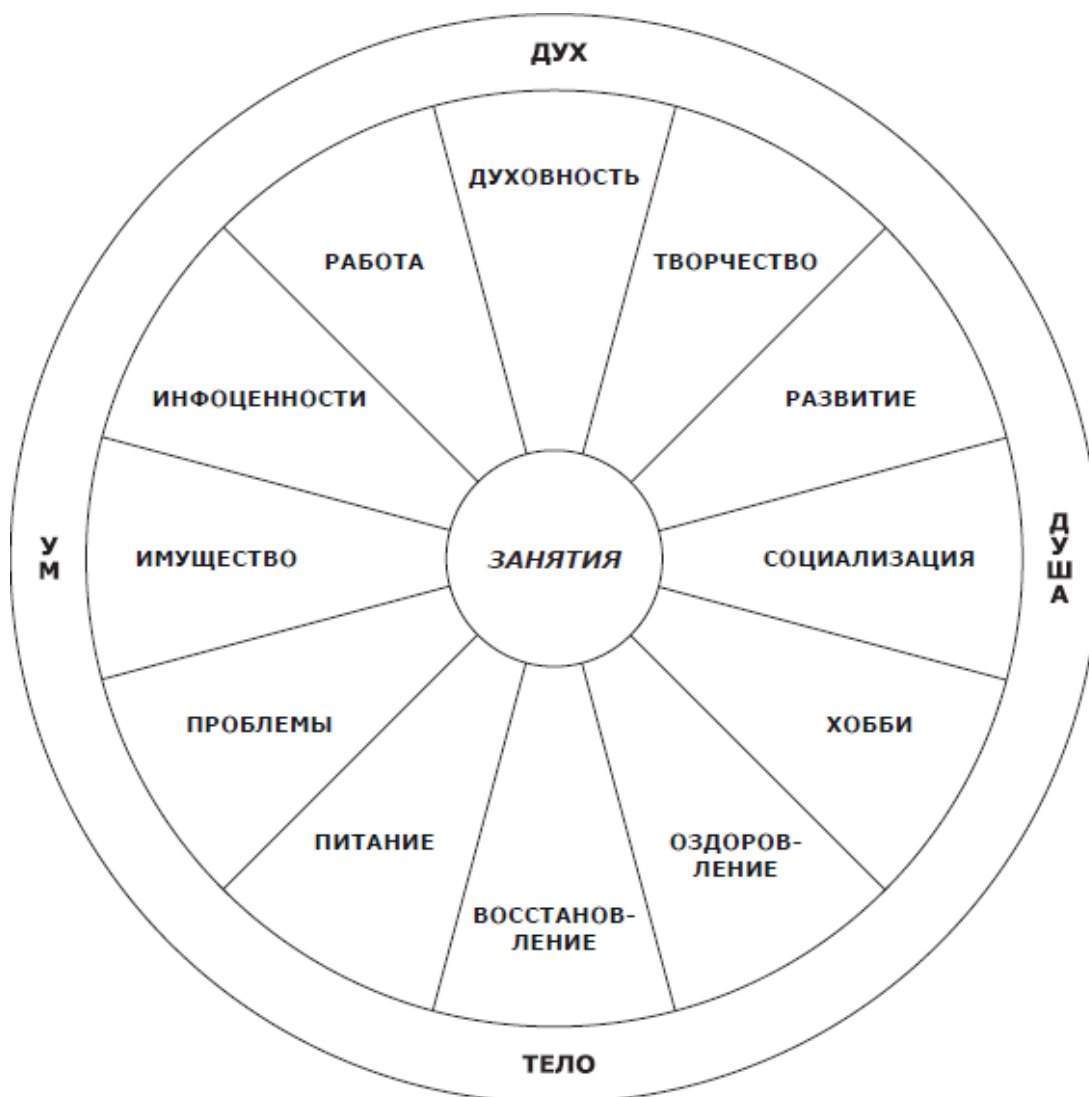 ДУХ
ДУХОВНОСТЬ
РАБОТА
ТВОРЧЕСТВО
ИНФОЦЕННОСТИ
РАЗВИТИЕ
У
М
ИМУЩЕСТВО
ЗАНЯТИЯ
СОЦИАЛИЗАЦИЯ
Д
У
Ш
А
ПРОБЛЕМЫ
ХОББИ
ПИТАНИЕ
ОЗДОРОВ-
ЛЕНИЕ
ВОССТАНОВ-
ЛЕНИЕ
ТЕЛО